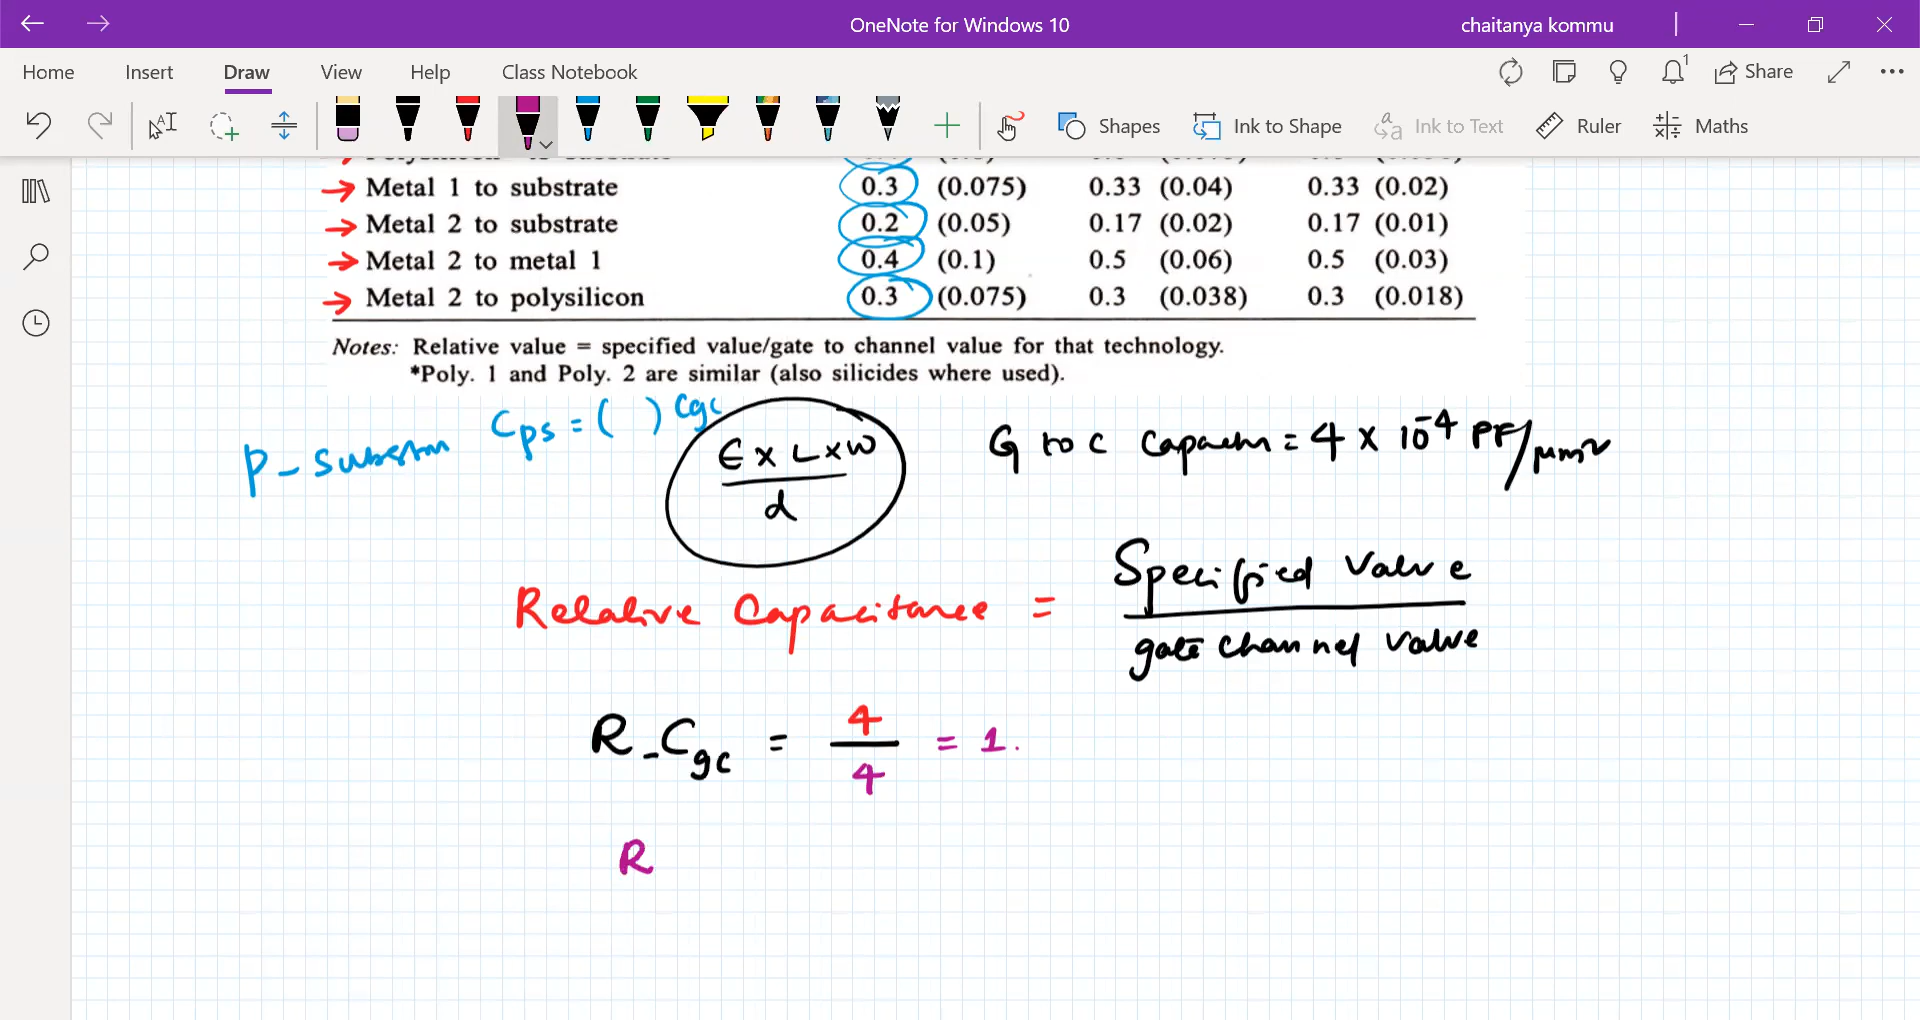 OneNote for Windows 10
chaitanya kommu
Home Insert Draw View Help Class Notebook
1 Share
Shapes Ink to Shape Ink to Text Ruler Maths
Metal 1 to substrate 0.3 (0.075) 0.33 (0.04) 0.33 (0.02)
Metal 2 to substrate 0.2 (0.05) 0.17 (0.02) 0.17 (0.01)
Metal 2 to metal 1 0.4 (0.1) 0.5 (0.06) 0.5 (0.03)
Metal 2 to polysilicon 0.3 (0.075) 0.3 (0.038) 0.3 (0.018)
Notes: Relative value = specified value/gate to channel value for that technology.
*Poly. 1 and Poly. 2 are similar (also silicides where used).
Cps = ( ) Cgc
P - 
ϵ x L x W
d
G to C = 4 x 10⁻⁴ PF/μm²
Relative Capacitance =
Specified Value
gate channel value
R_Cgc = 4/4 = 1.
R